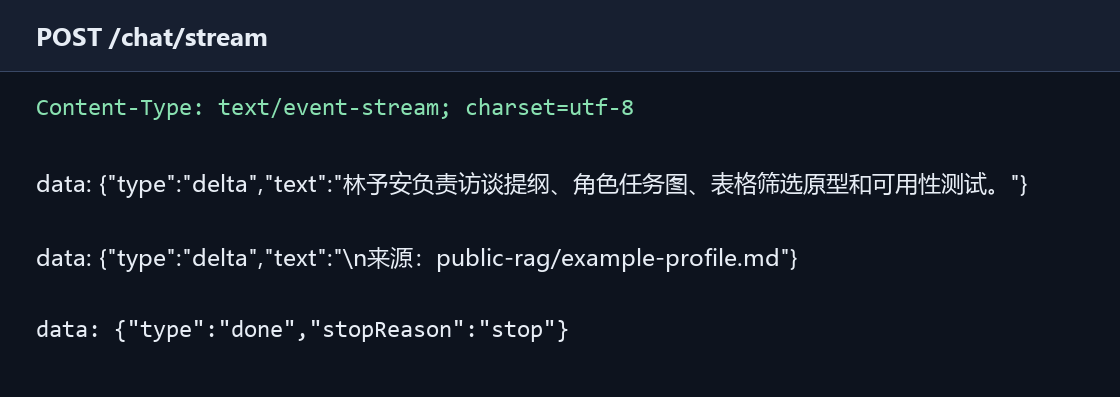 POST /chat/stream
Content-Type: text/event-stream; charset=utf-8
data: {"type":"delta","text":"林予安负责访谈提纲、角色任务图、表格筛选原型和可用性测试。"}
data: {"type":"delta","text":"\n来源：public-rag/example-profile.md"}
data: {"type":"done","stopReason":"stop"}